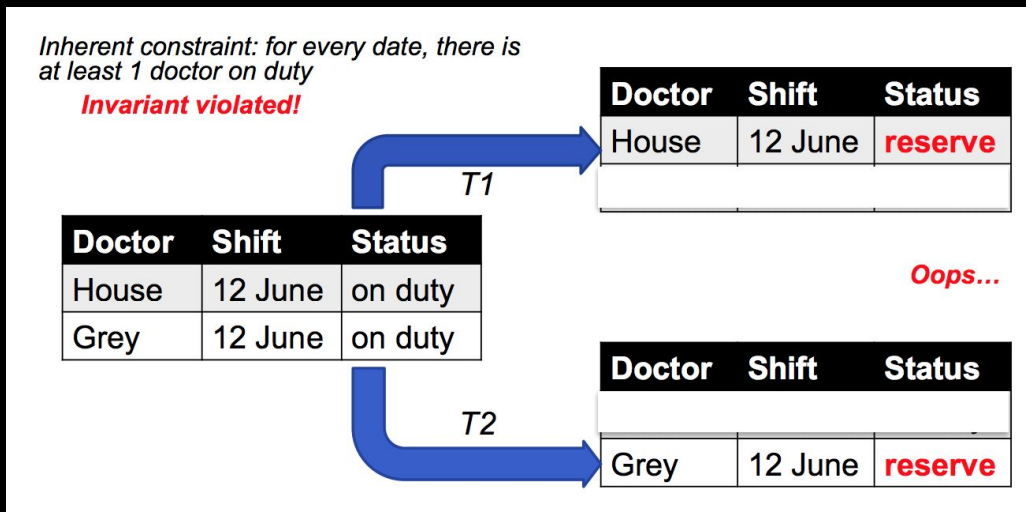 Inherent constraint: for every date, there is
at least 1 doctor on duty
Invariant violated!
T1
Doctor Shift Status
House 12 June reserve
Doctor Shift Status
House 12 June on duty
Grey 12 June on duty
Oops...
T2
Doctor Shift Status
Grey 12 June reserve